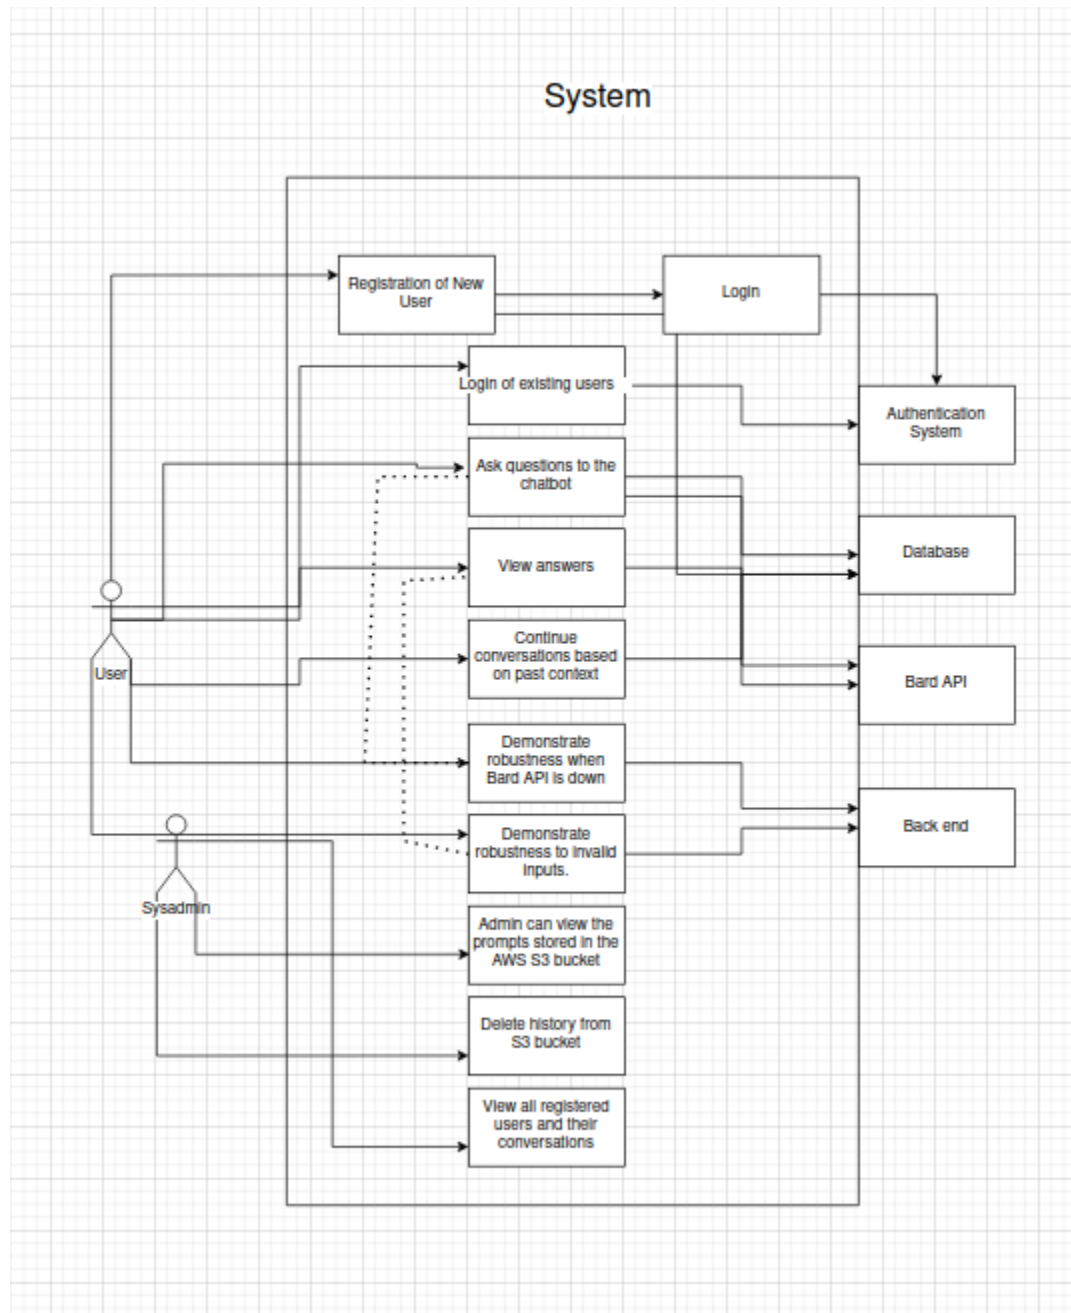 System
Registration of New
User
Login
Login of existing users
Authentication
System
Ask questions to the
chatbot
Database
View answers
Continue
conversations based
on past context
User
Bard API
Demonstrate
robustness when
Bard API is down
Demonstrate
robustness to invalid
inputs.
Back end
Sysadmin
Admin can view the
prompts stored in the
AWS S3 bucket
Delete history from
S3 bucket
View all registered
users and their
conversations